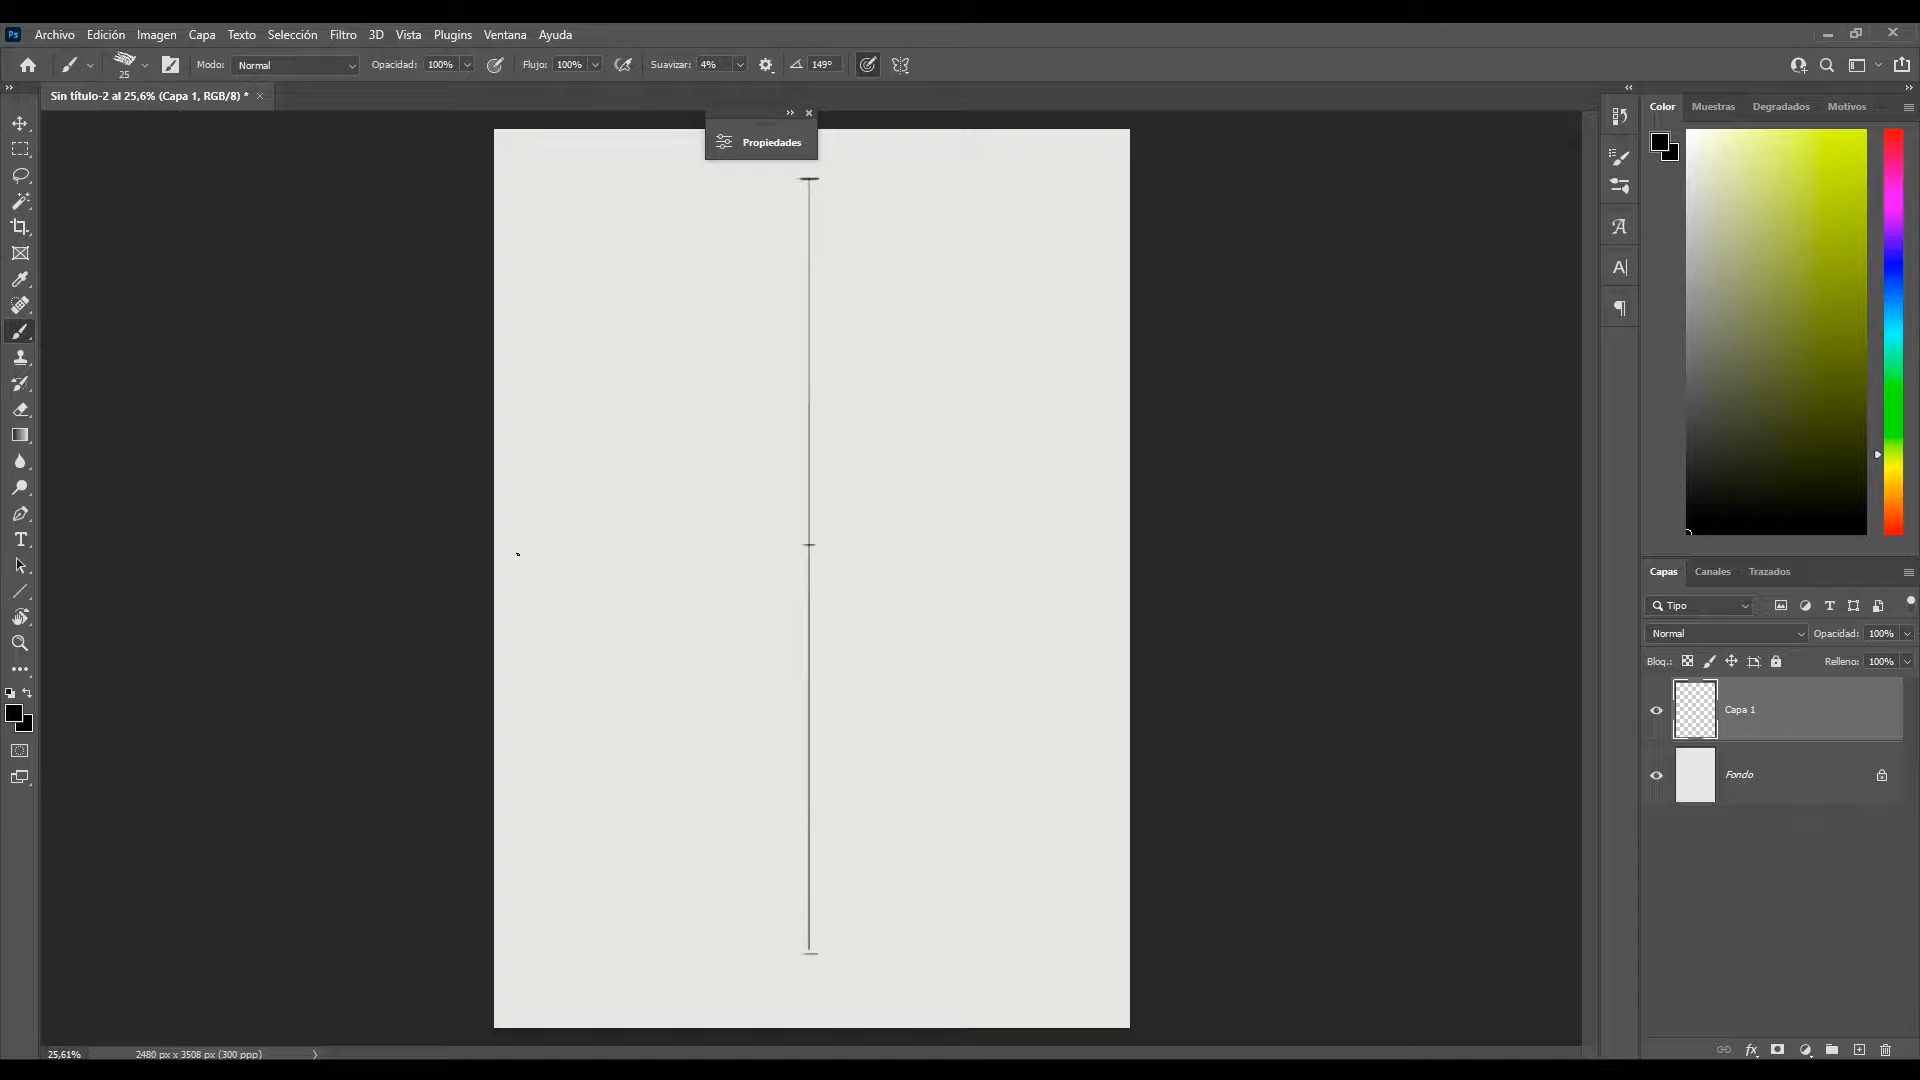 Ps Archivo Edición Imagen Capa Texto Selección Filtro 3D Vista Plugins Ventana Ayuda
25 Modo: Normal Opacidad: 100% Flujo: 100% Suavizar: 4% 149°
Sin título-2 al 25,6% (Capa 1, RGB/8) *
Propiedades
Color Muestras Degradados Motivos
Capas Canales Trazados
Tipo
Normal Opacidad: 100%
Bloq.: Relleno: 100%
Capa 1
Fondo
25,61% 2480 px x 3508 px (300 ppp)